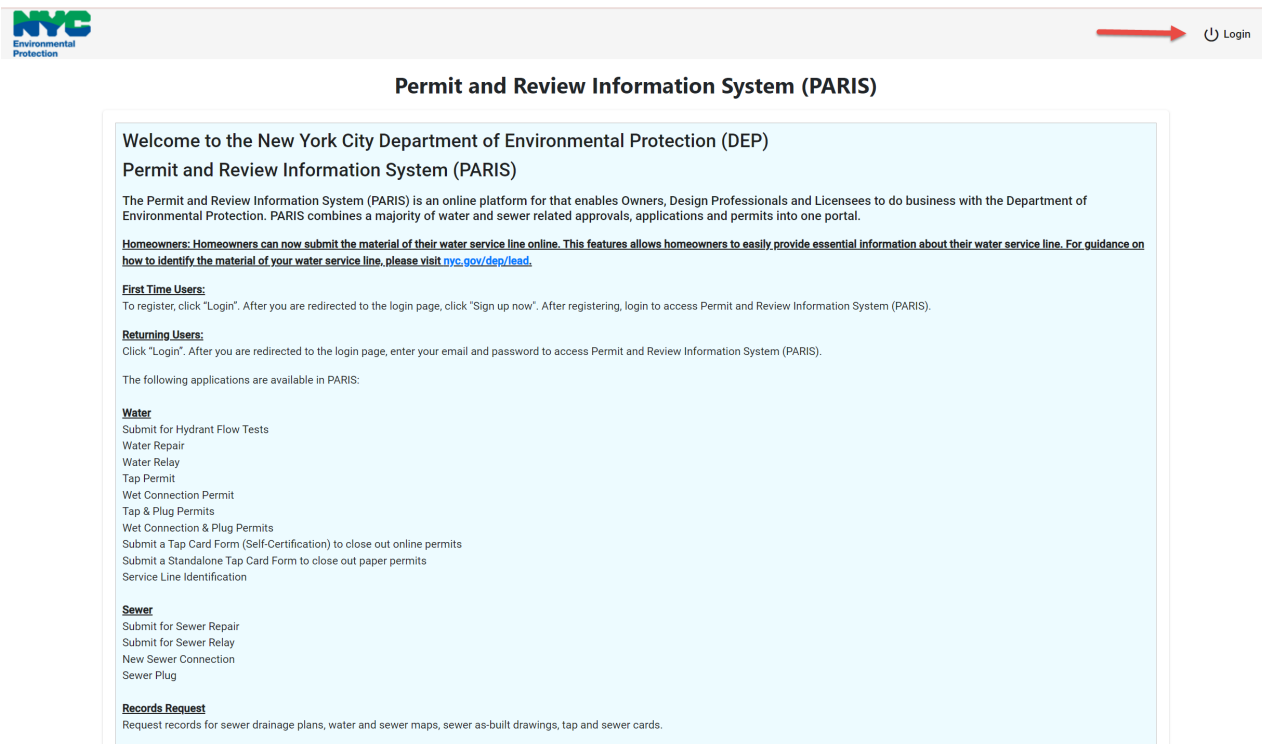 NYC
Environmental
Protection
Login
Permit and Review Information System (PARIS)
Welcome to the New York City Department of Environmental Protection (DEP)
Permit and Review Information System (PARIS)
The Permit and Review Information System (PARIS) is an online platform for that enables Owners, Design Professionals and Licensees to do business with the Department of
Environmental Protection. PARIS combines a majority of water and sewer related approvals, applications and permits into one portal.
Homeowners: Homeowners can now submit the material of their water service line online. This features allows homeowners to easily provide essential information about their water service line. For guidance on
how to identify the material of your water service line, please visit nyc.gov/dep/lead.
First Time Users:
To register, click “Login”. After you are redirected to the login page, click "Sign up now". After registering, login to access Permit and Review Information System (PARIS).
Returning Users:
Click “Login”. After you are redirected to the login page, enter your email and password to access Permit and Review Information System (PARIS).
The following applications are available in PARIS:
Water
Submit for Hydrant Flow Tests
Water Repair
Water Relay
Tap Permit
Wet Connection Permit
Tap & Plug Permits
Wet Connection & Plug Permits
Submit a Tap Card Form (Self-Certification) to close out online permits
Submit a Standalone Tap Card Form to close out paper permits
Service Line Identification
Sewer
Submit for Sewer Repair
Submit for Sewer Relay
New Sewer Connection
Sewer Plug
Records Request
Request records for sewer drainage plans, water and sewer maps, sewer as-built drawings, tap and sewer cards.